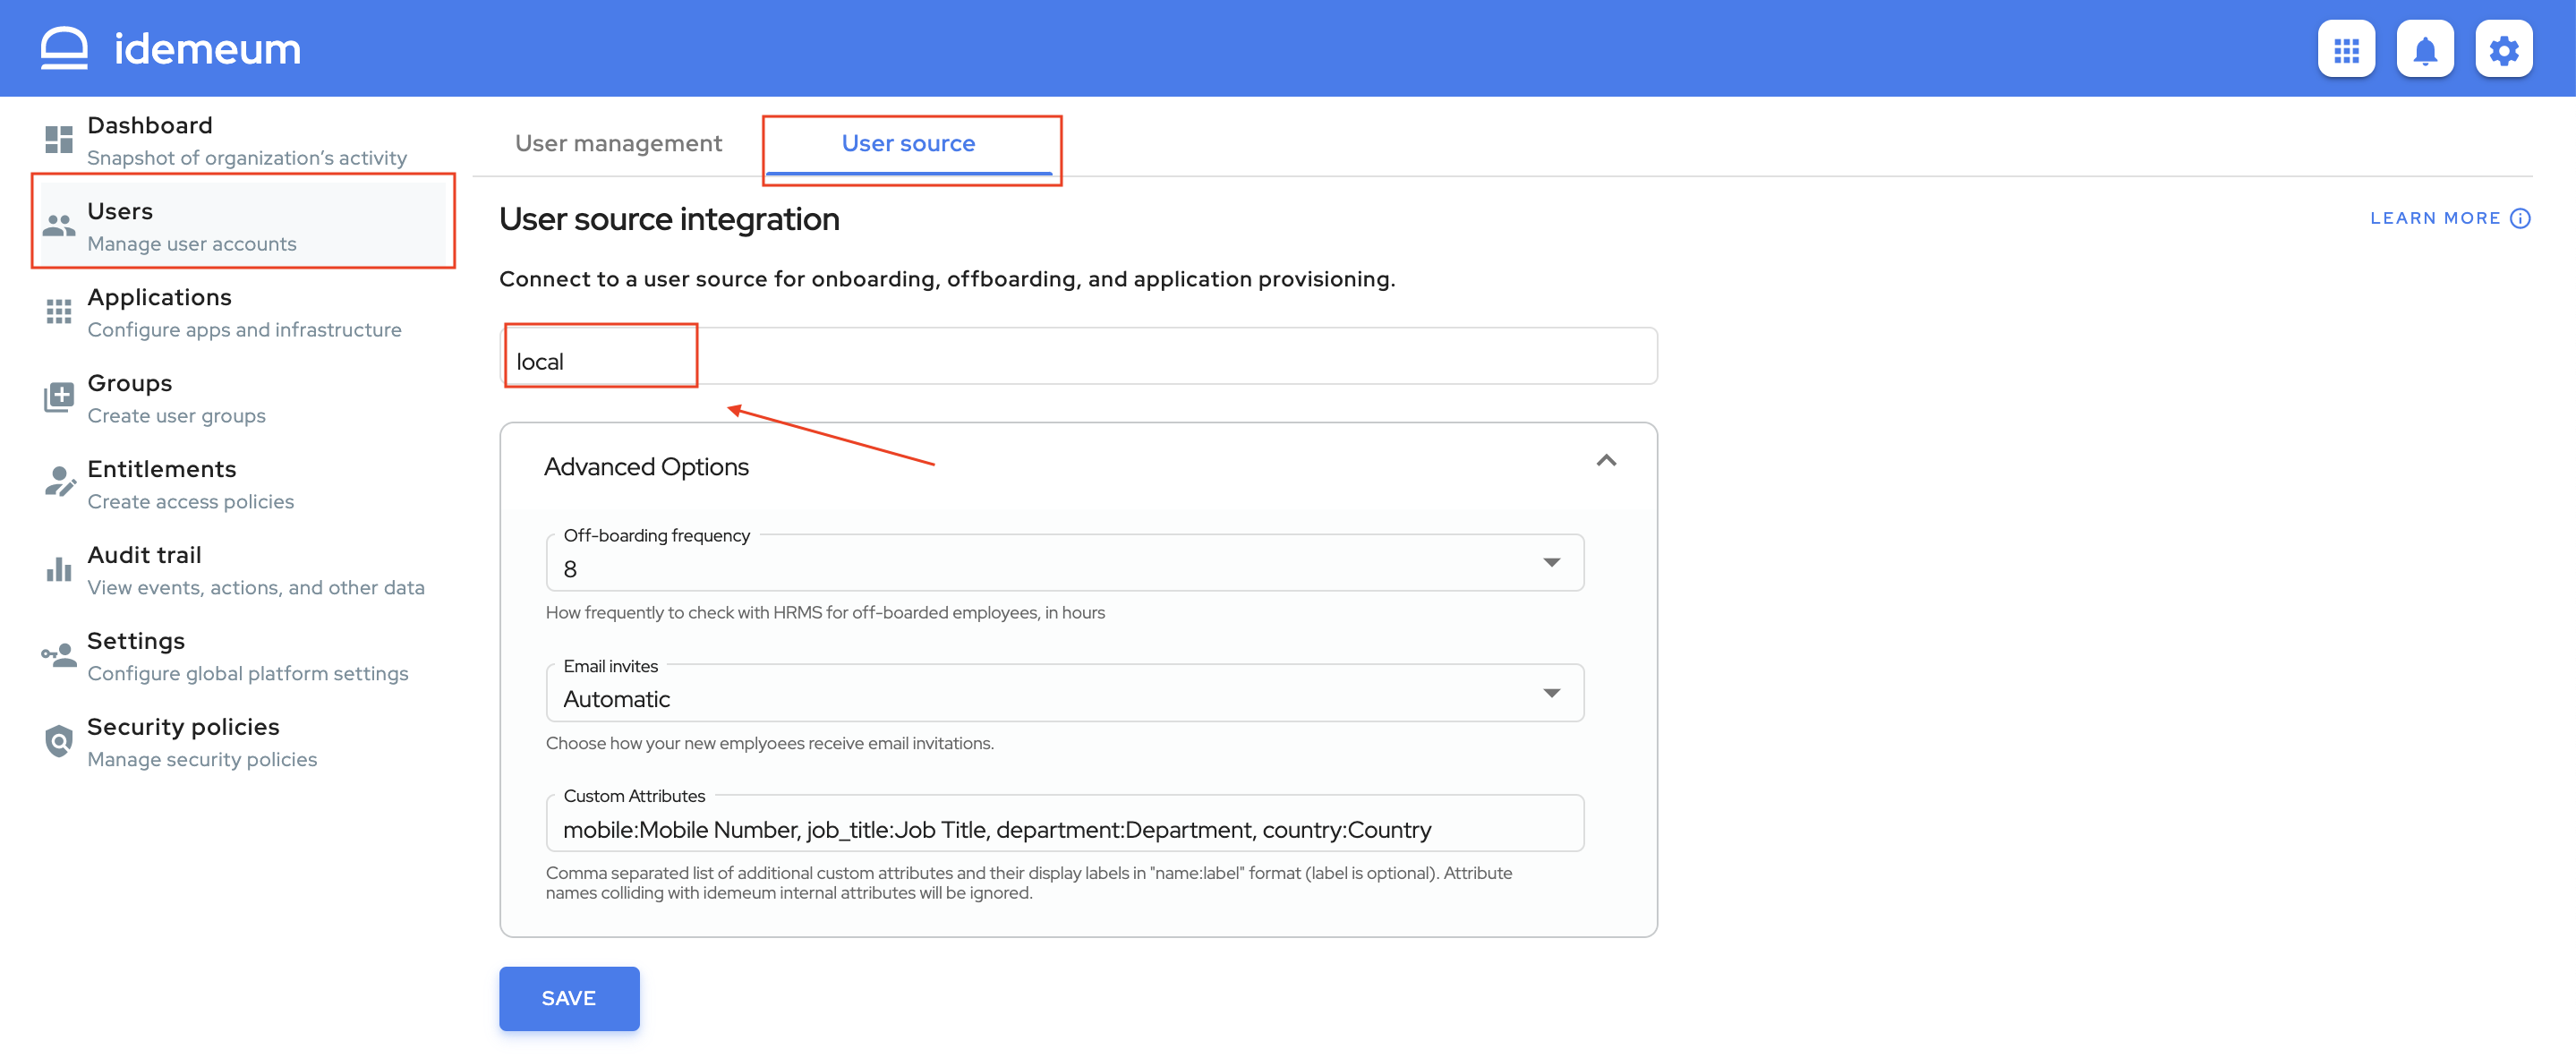 idemeum
Dashboard
Snapshot of organization's activity
Users
Manage user accounts
Applications
Configure apps and infrastructure
Groups
Create user groups
Entitlements
Create access policies
Audit trail
View events, actions, and other data
Settings
Configure global platform settings
Security policies
Manage security policies
User management
User source
User source integration
LEARN MORE
Connect to a user source for onboarding, offboarding, and application provisioning.
local
Advanced Options
Off-boarding frequency
8
How frequently to check with HRMS for off-boarded employees, in hours
Email invites
Automatic
Choose how your new emplyoees receive email invitations.
Custom Attributes
mobile:Mobile Number, job_title:Job Title, department:Department, country:Country
Comma separated list of additional custom attributes and their display labels in "name:label" format (label is optional). Attribute
names colliding with idemeum internal attributes will be ignored.
SAVE